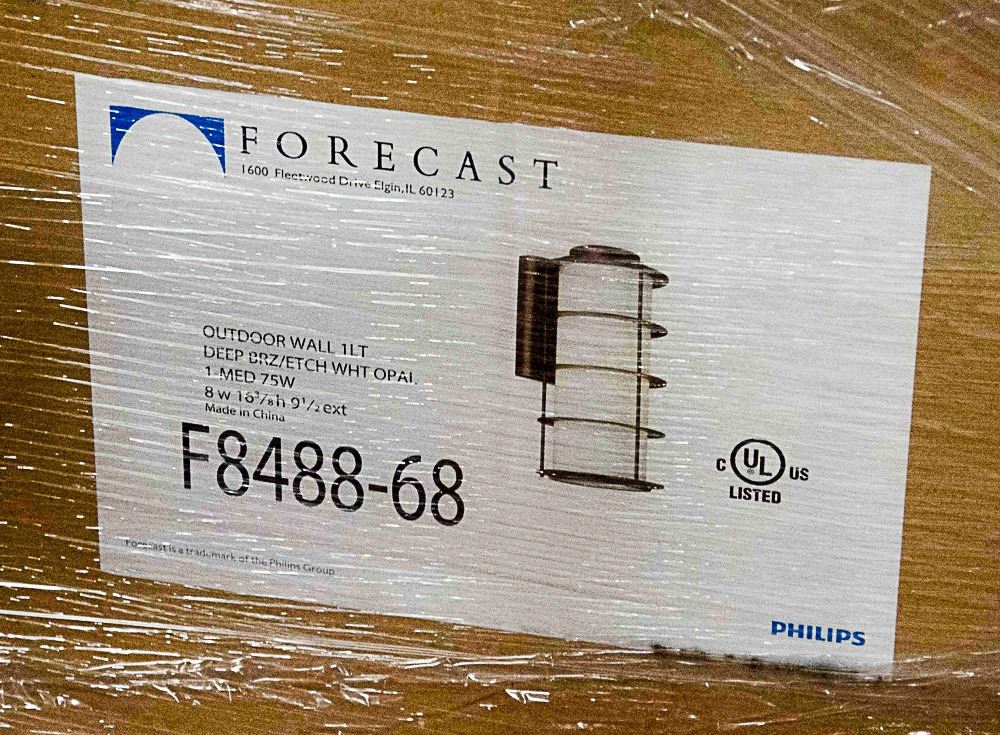 FORECAST
1600 Fleetwood Drive Elgin, IL 60123
OUTDOOR WALL 1LT
DEEP BRZ/ETCH WHT OPAL
1-MED 75W
8 w 16⁷/₈h 9¹/₂ ext
Made in China
F8488-68
C UL US
®
LISTED
Forecast is a trademark of the Philips Group
PHILIPS